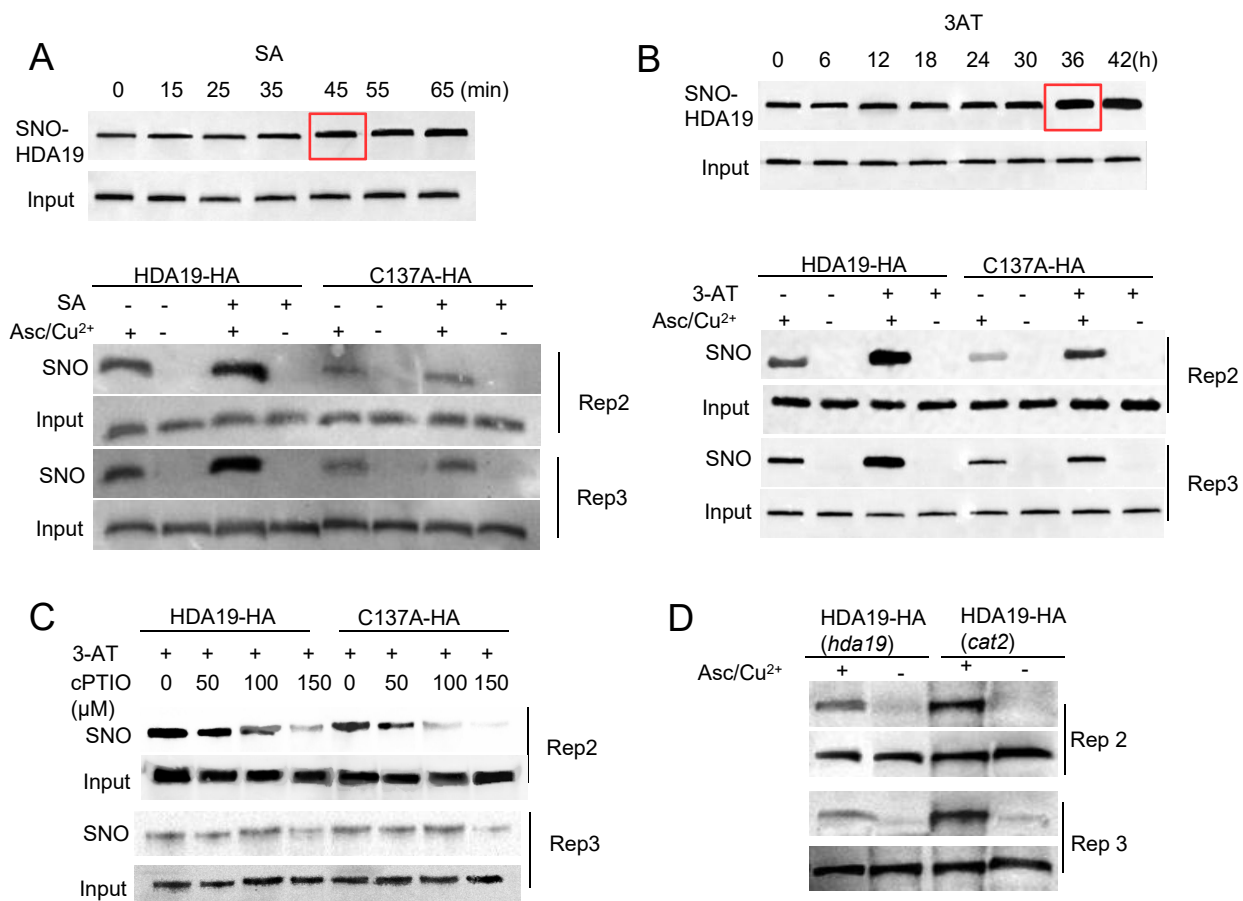 A
SA
0 15 25 35 45 55 65 (min)
SNO-
HDA19
Input
HDA19-HA C137A-HA
SA - - + + - - + +
Asc/Cu²⁺ + - + - + - + -
SNO
Input
Rep2
SNO
Input
Rep3
B
3AT
0 6 12 18 24 30 36 42(h)
SNO-
HDA19
Input
HDA19-HA C137A-HA
3-AT - - + + - - + +
Asc/Cu²⁺ + - + - + - + -
SNO
Input
Rep2
SNO
Input
Rep3
C
HDA19-HA C137A-HA
3-AT + + + + + + + +
cPTIO 0 50 100 150 0 50 100 150
(µM)
SNO
Input
Rep2
SNO
Input
Rep3
D
HDA19-HA HDA19-HA
(hda19) (cat2)
Asc/Cu²⁺ + - + -
Rep 2
Rep 3